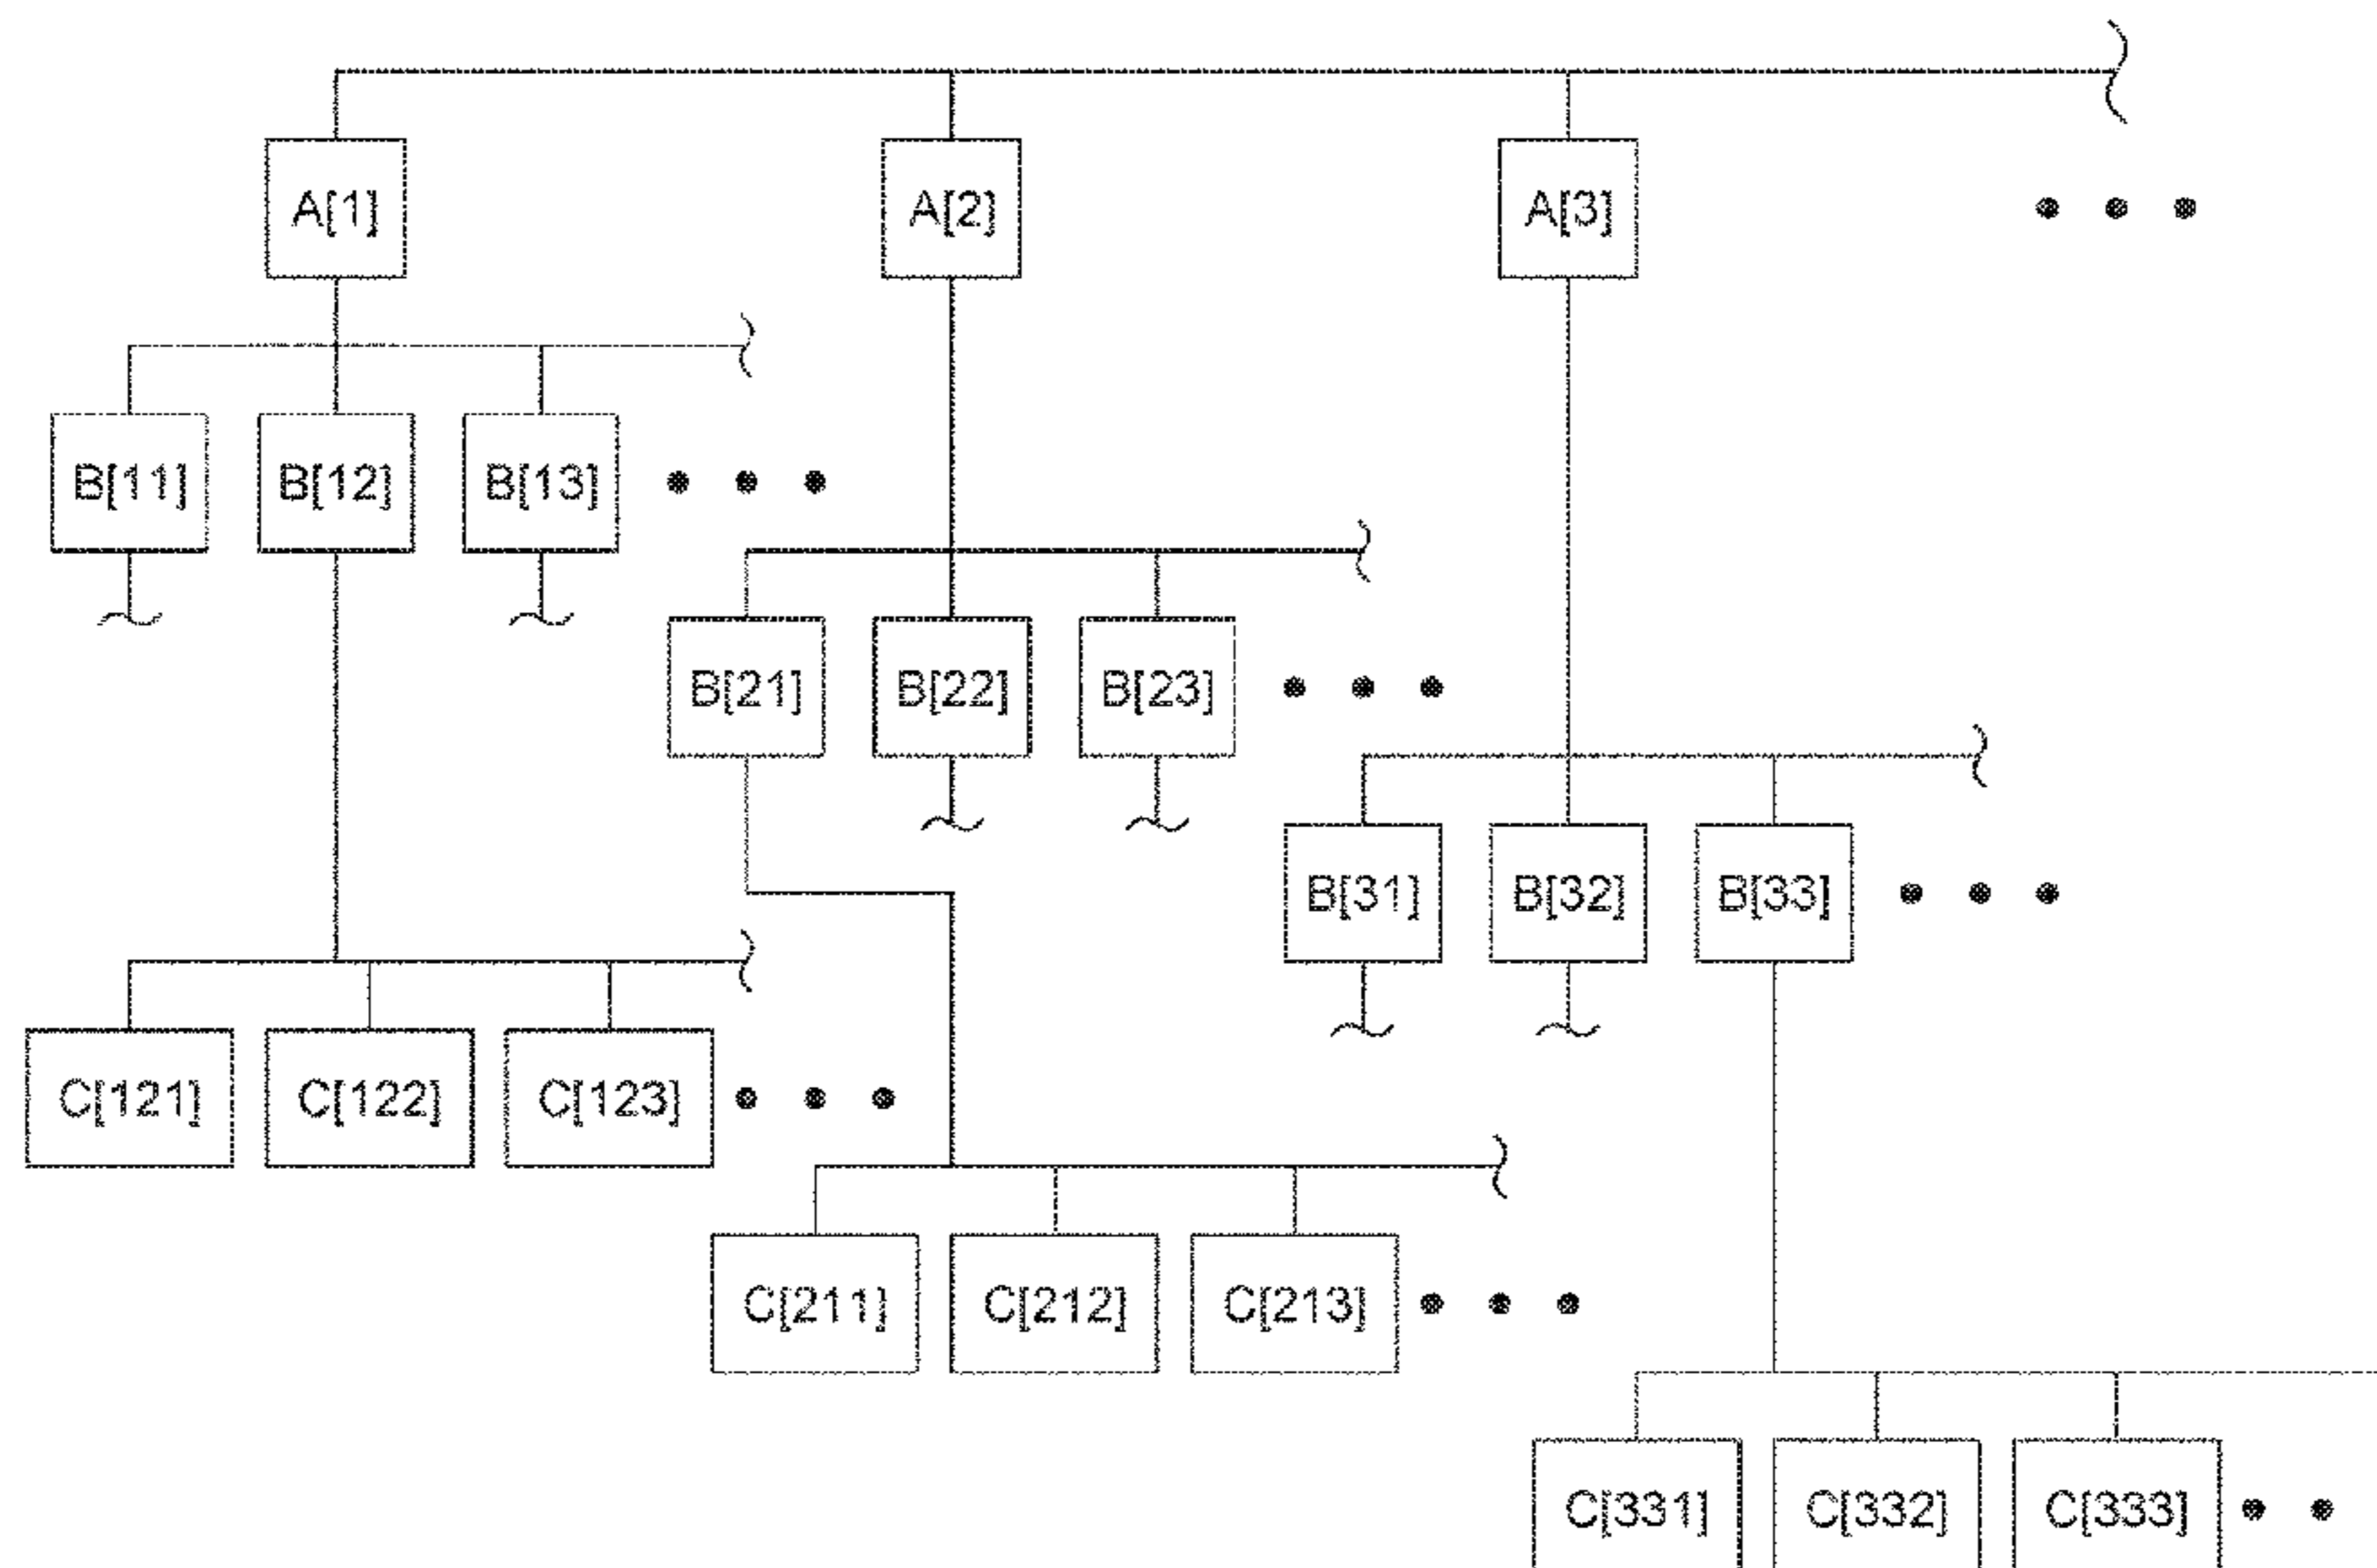 A[1] A[2] A[3]
B[11] B[12] B[13]
B[21] B[22] B[23]
B[31] B[32] B[33]
C[121] C[122] C[123]
C[211] C[212] C[213]
C[331] C[332] C[333]